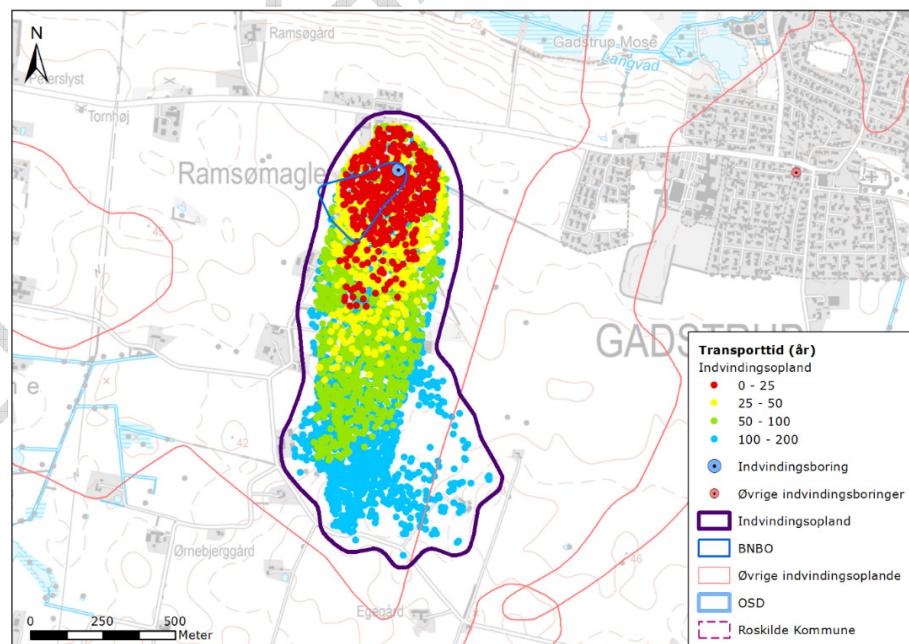 N
Ramsøgård
Gadstrup Mose
Langvad Å
Peterslyst
Tornhøj
Ramsømagle
25
45
GADSTRUP
42
Ørnebjerggård
Egegård
46
0 250 500
Meter
Transporttid (år)
Indvindingsopland
0 - 25
25 - 50
50 - 100
100 - 200
Indvindingsboring
Øvrige indvindingsboringer
Indvindingsopland
BNBO
Øvrige indvindingsoplande
OSD
Roskilde Kommune